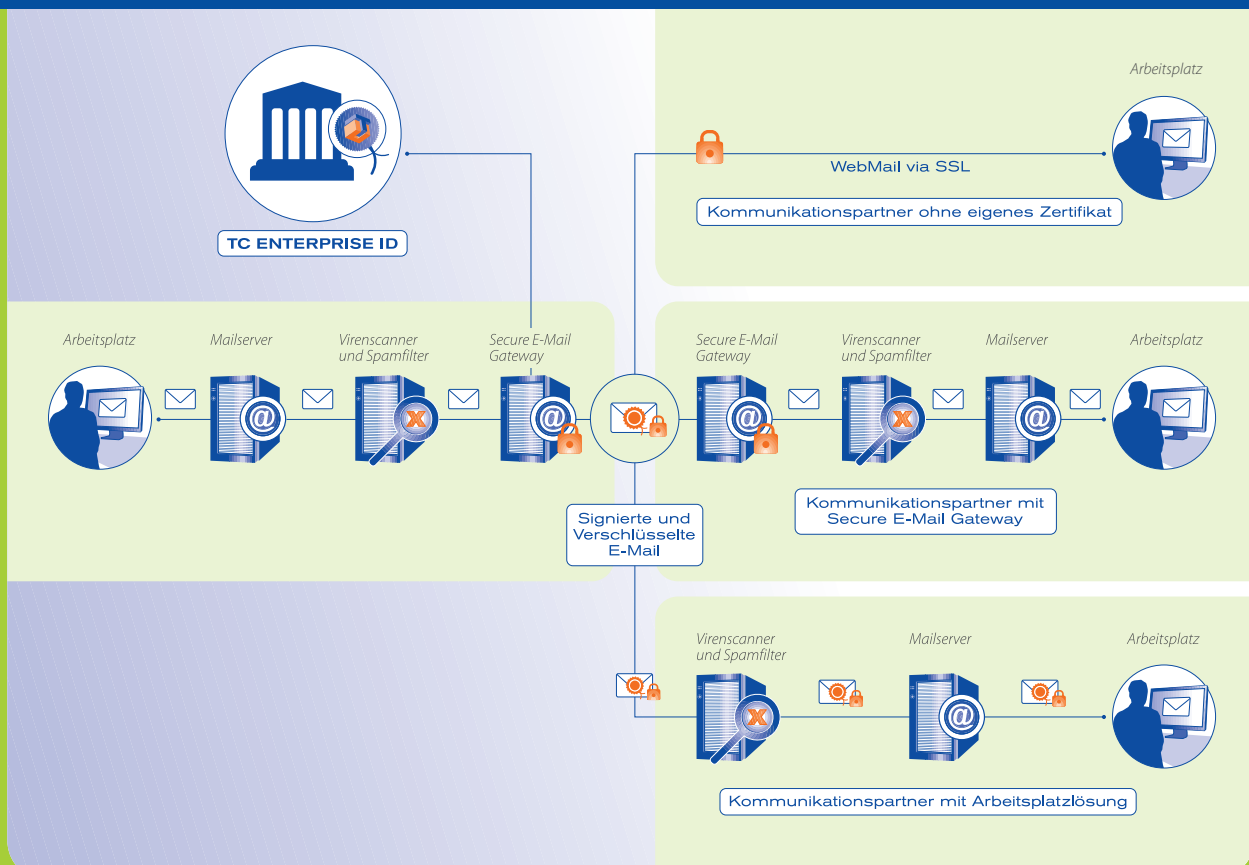 Arbeitsplatz
WebMail via SSL
Kommunikationspartner ohne eigenes Zertifikat
TC ENTERPRISE ID
Arbeitsplatz
Mailserver
Virenscanner
und Spamfilter
Secure E-Mail
Gateway
Secure E-Mail
Gateway
Virenscanner
und Spamfilter
Mailserver
Arbeitsplatz
@
X
@
@
X
@
Kommunikationspartner mit
Secure E-Mail Gateway
Signierte und
Verschlüsselte
E-Mail
Virenscanner
und Spamfilter
Mailserver
Arbeitsplatz
X
@
Kommunikationspartner mit Arbeitsplatzlösung